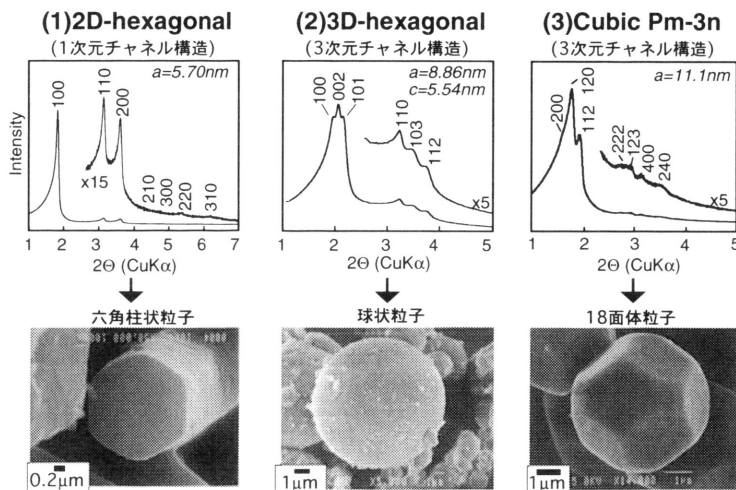 (1)2D-hexagonal
(1次元チャネル構造)
a=5.70nm
100
110
200
x15
210
300
220
310
Intensity
1 2 3 4 5 6 7
2Θ (CuKα)
六角柱状粒子
0.2μm
(2)3D-hexagonal
(3次元チャネル構造)
a=8.86nm
c=5.54nm
100
002
101
110
103
112
x5
1 2 3 4 5
2Θ (CuKα)
球状粒子
1μm
(3)Cubic Pm-3n
(3次元チャネル構造)
a=11.1nm
200
120
112
222
123
400
240
x5
1 2 3 4 5
2Θ (CuKα)
18面体粒子
1μm
1μm